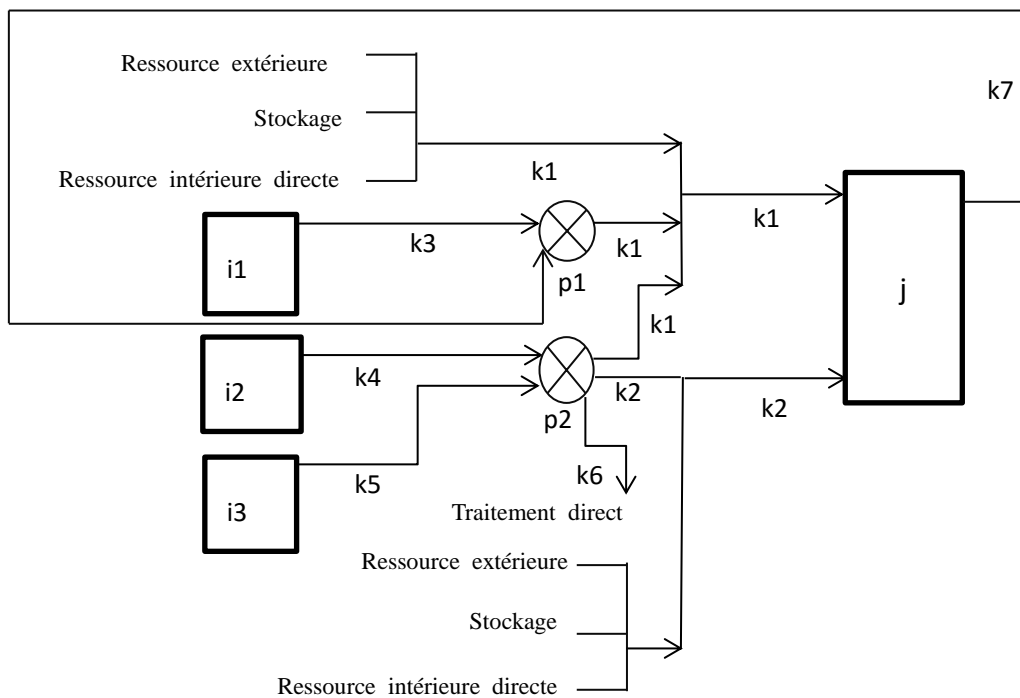 k7
Ressource extérieure
Stockage
Ressource intérieure directe
k1
k1
i1
k3
k1
p1
j
k1
i2
k4
k2
k2
p2
i3
k5
k6
Traitement direct
Ressource extérieure
Stockage
Ressource intérieure directe